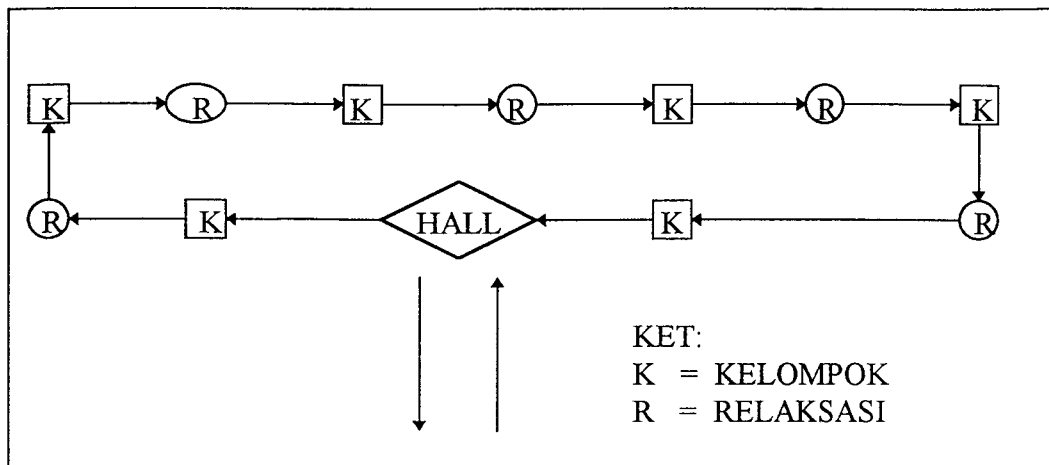 K R K R K R K
R K HALL K R
KET:
K = KELOMPOK
R = RELAKSASI